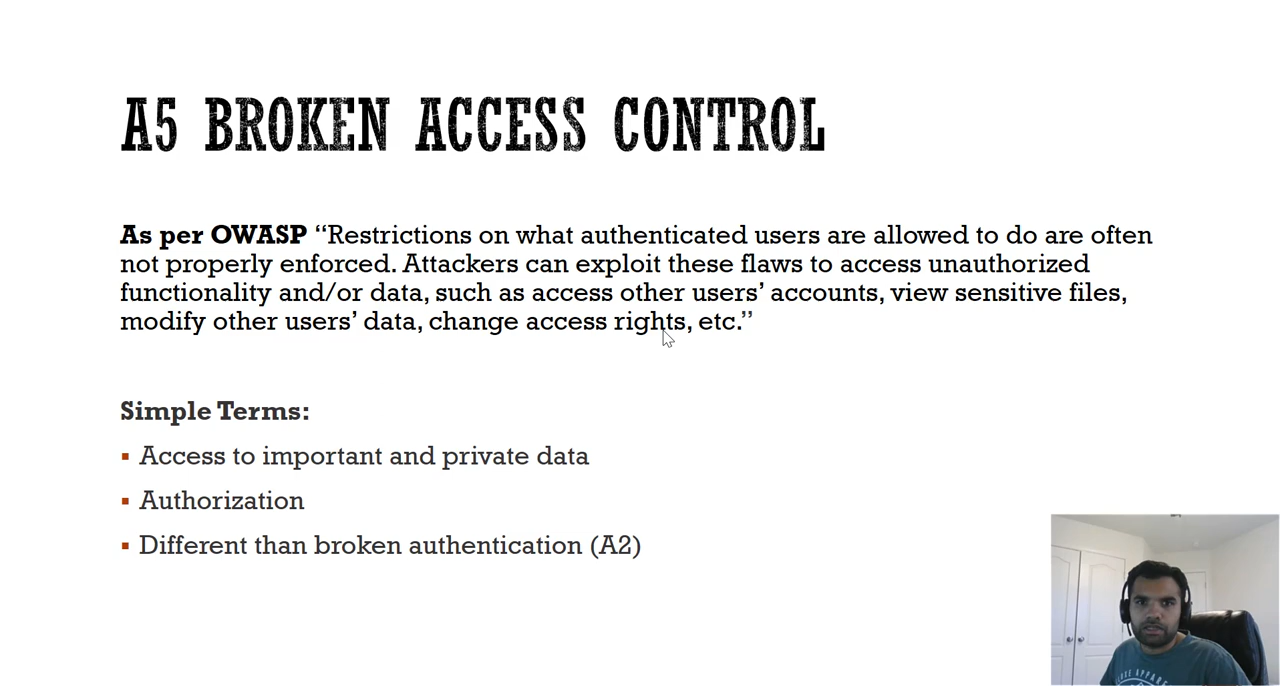 A5 BROKEN ACCESS CONTROL
As per OWASP “Restrictions on what authenticated users are allowed to do are often
not properly enforced. Attackers can exploit these flaws to access unauthorized
functionality and/or data, such as access other users’ accounts, view sensitive files,
modify other users’ data, change access rights, etc.”
Simple Terms:
▪ Access to important and private data
▪ Authorization
▪ Different than broken authentication (A2)